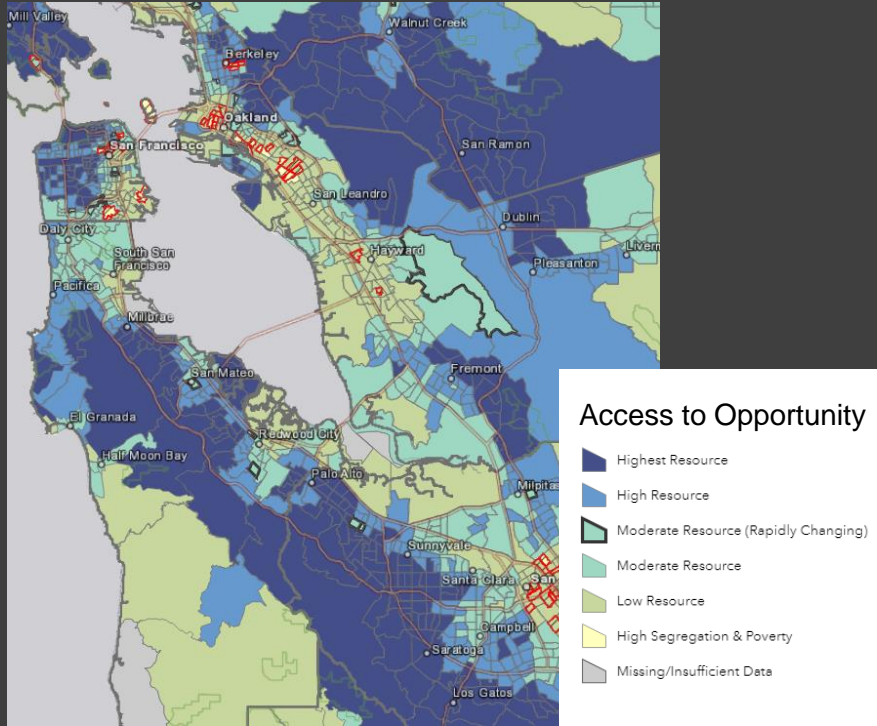 Mill Valley
Walnut Creek
Berkeley
Oakland
San Francisco
San Ramon
San Leandro
Daly City
Dublin
South San
Francisco
Hayward
Liverm
Pleasanton
Pacifica
Millbrae
San Mateo
Fremont
El Granada
Redwood City
Half Moon Bay
Palo Alto
Milpitas
Sunnyvale
Santa Clara
San
Campbell
Saratoga
Los Gatos
Access to Opportunity
Highest Resource
High Resource
Moderate Resource (Rapidly Changing)
Moderate Resource
Low Resource
High Segregation & Poverty
Missing/Insufficient Data